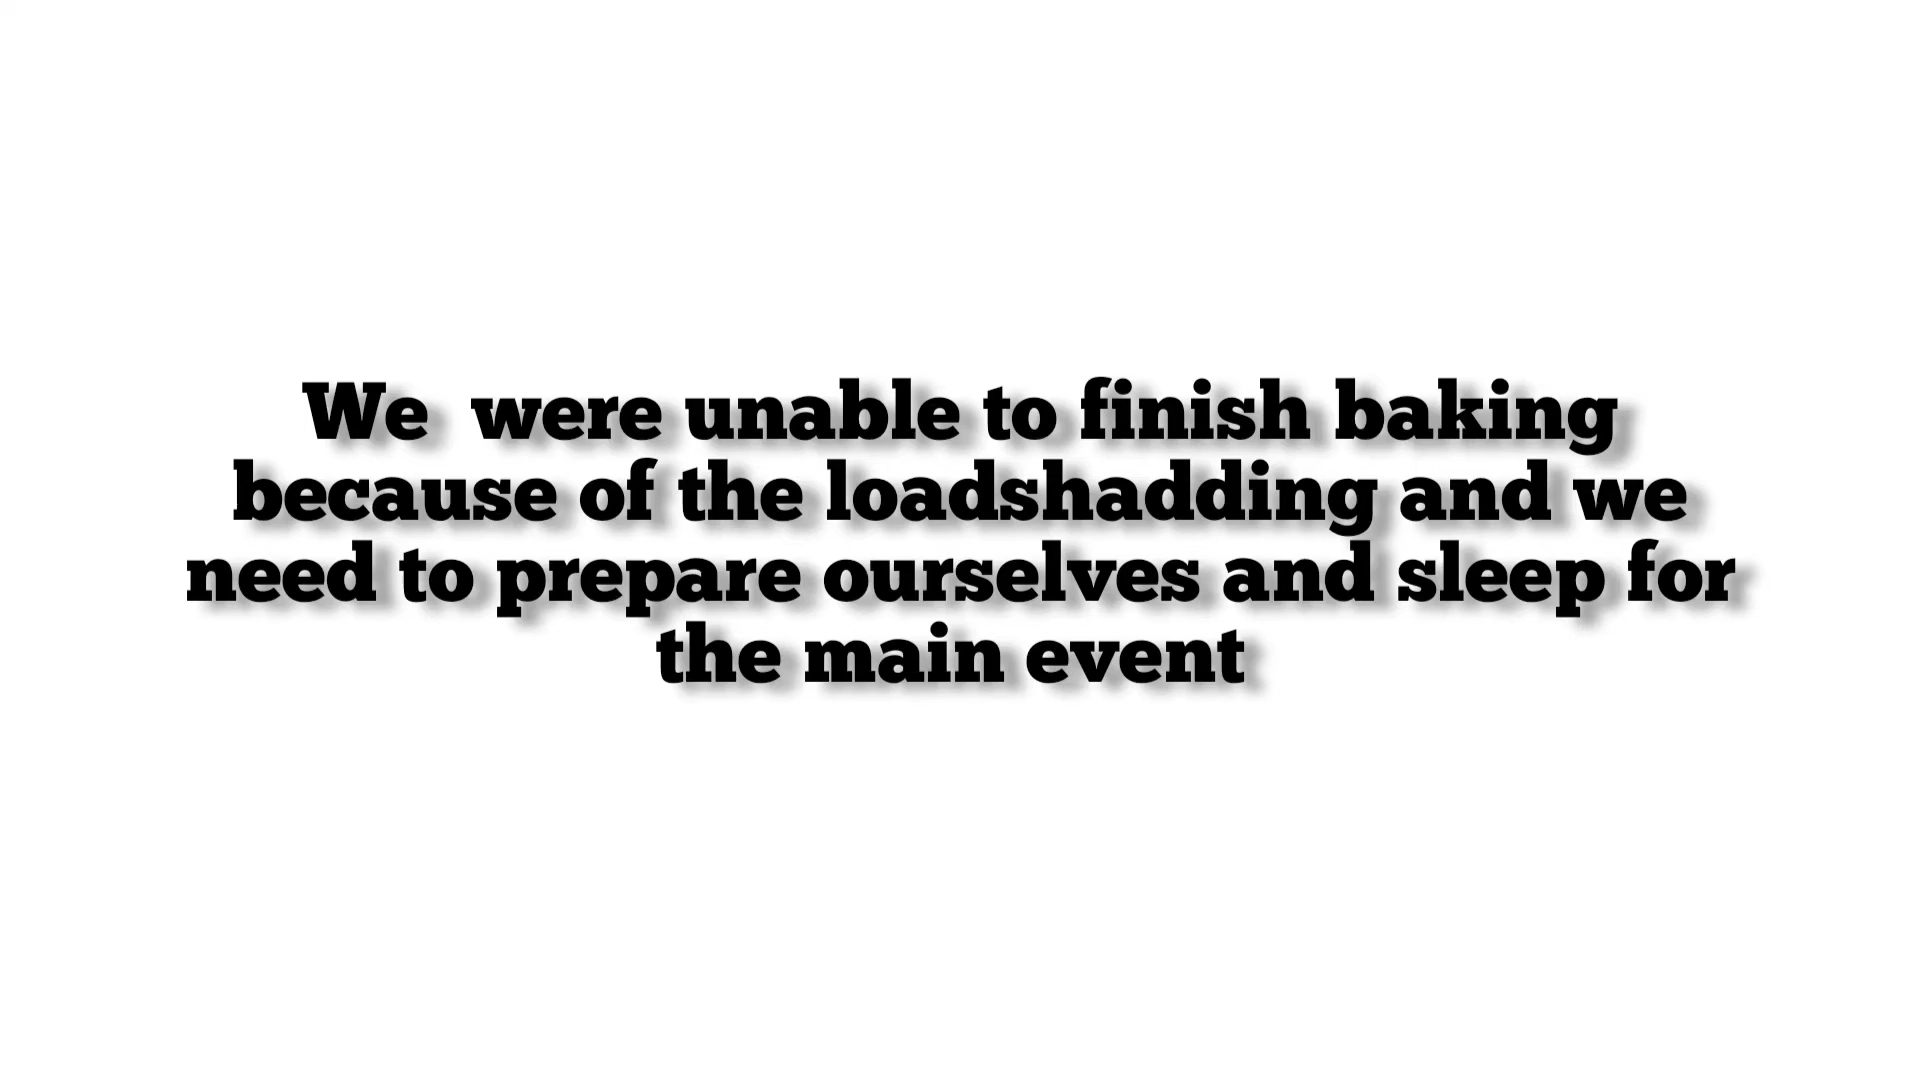 We  were unable to finish baking
because of the loadshadding and we
need to prepare ourselves and sleep for
the main event